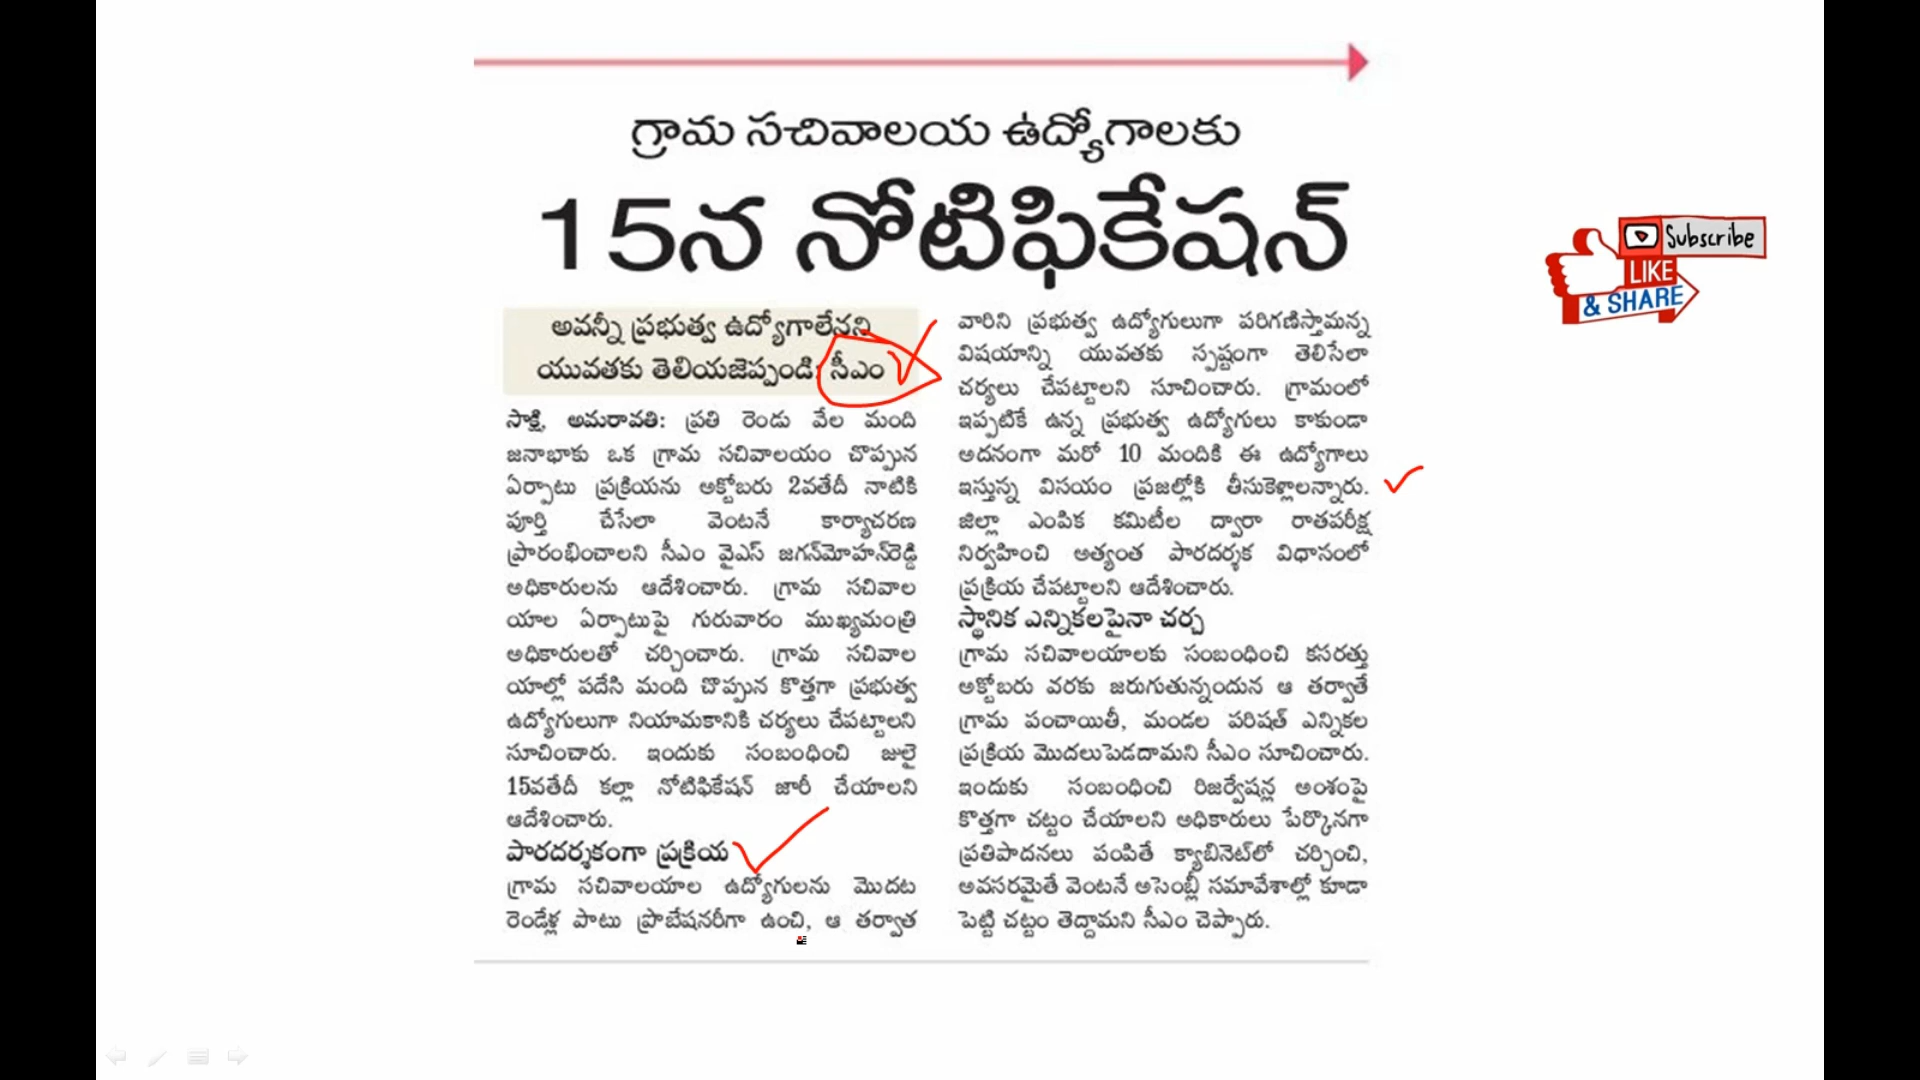 గ్రామ సచివాలయ ఉద్యోగాలకు
15న నోటిఫికేషన్
అవన్నీ ప్రభుత్వ ఉద్యోగాలేనని
యువతకు తెలియజెప్పండి: సీఎం
సాక్షి, అమరావతి: ప్రతి రెండు వేల మంది
జనాభాకు ఒక గ్రామ సచివాలయం చొప్పున
ఏర్పాటు ప్రక్రియను అక్టోబరు 2వతేదీ నాటికి
పూర్తి చేసేలా వెంటనే కార్యాచరణ
ప్రారంభించాలని సీఎం వైఎస్ జగన్‌మోహన్‌రెడ్డి
అధికారులను ఆదేశించారు. గ్రామ సచివాల
యాల ఏర్పాటుపై గురువారం ముఖ్యమంత్రి
అధికారులతో చర్చించారు. గ్రామ సచివాల
యాల్లో పదేసి మంది చొప్పున కొత్తగా ప్రభుత్వ
ఉద్యోగులుగా నియామకానికి చర్యలు చేపట్టాలని
సూచించారు. ఇందుకు సంబంధించి జులై
15వతేదీ కల్లా నోటిఫికేషన్ జారీ చేయాలని
ఆదేశించారు.
పారదర్శకంగా ప్రక్రియ
గ్రామ సచివాలయాల ఉద్యోగులను మొదట
రెండేళ్ల పాటు ప్రొబేషనరీగా ఉంచి, ఆ తర్వాత
వారిని ప్రభుత్వ ఉద్యోగులుగా పరిగణిస్తామన్న
విషయాన్ని యువతకు స్పష్టంగా తెలిసేలా
చర్యలు చేపట్టాలని సూచించారు. గ్రామంలో
ఇప్పటికే ఉన్న ప్రభుత్వ ఉద్యోగులు కాకుండా
అదనంగా మరో 10 మందికి ఈ ఉద్యోగాలు
ఇస్తున్న విసయం ప్రజల్లోకి తీసుకెళ్లాలన్నారు.
జిల్లా ఎంపిక కమిటీల ద్వారా రాతపరీక్ష
నిర్వహించి అత్యంత పారదర్శక విధానంలో
ప్రక్రియ చేపట్టాలని ఆదేశించారు.
స్థానిక ఎన్నికలపైనా చర్చ
గ్రామ సచివాలయాలకు సంబంధించి కసరత్తు
అక్టోబరు వరకు జరుగుతున్నందున ఆ తర్వాతే
గ్రామ పంచాయితీ, మండల పరిషత్ ఎన్నికల
ప్రక్రియ మొదలుపెడదామని సీఎం సూచించారు.
ఇందుకు సంబంధించి రిజర్వేషన్ల అంశంపై
కొత్తగా చట్టం చేయాలని అధికారులు పేర్కొనగా
ప్రతిపాదనలు పంపితే క్యాబినెట్‌లో చర్చించి,
అవసరమైతే వెంటనే అసెంబ్లీ సమావేశాల్లో కూడా
పెట్టి చట్టం తెద్దామని సీఎం చెప్పారు.
Subscribe
LIKE
& SHARE